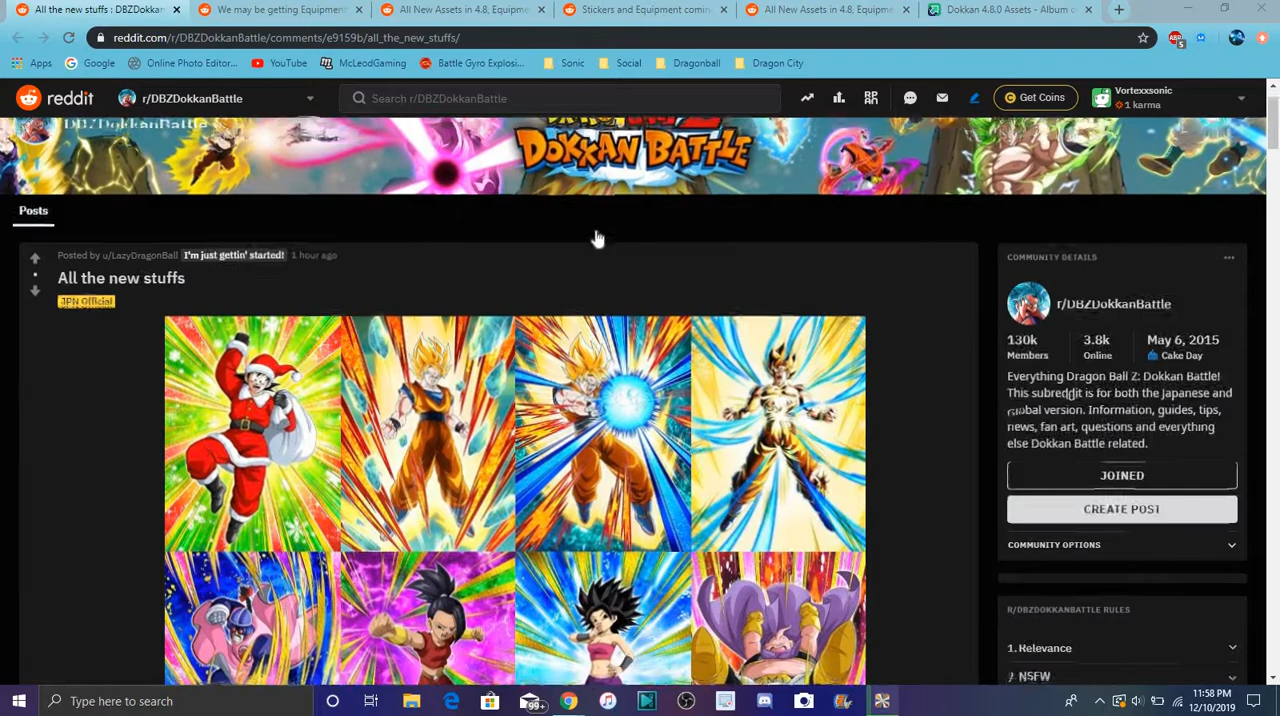 All the new stuffs : DBZDokkan
We may be getting Equipment
All New Assets in 4.8, Equipme
Stickers and Equipment comin
All New Assets in 4.8, Equipme
Dokkan 4.8.0 Assets - Album o
reddit.com/r/DBZDokkanBattle/comments/e9159b/all_the_new_stuffs/
Apps
Google
Online Photo Editor...
YouTube
McLeodGaming
Battle Gyro Explosi...
Sonic
Social
Dragonball
Dragon City
reddit
r/DBZDokkanBattle
Search r/DBZDokkanBattle
Get Coins
Vortexxsonic
1 karma
DBZDokkanBattle
DOKKAN BATTLE
Posts
Posted by u/LazyDragonBall I'm just gettin' started! 1 hour ago
All the new stuffs
JPN Official
COMMUNITY DETAILS
r/DBZDokkanBattle
130k
Members
3.8k
Online
May 6, 2015
Cake Day
Everything Dragon Ball Z: Dokkan Battle!
This subreddit is for both the Japanese and
Global version. Information, guides, tips,
news, fan art, questions and everything
else Dokkan Battle related.
JOINED
CREATE POST
COMMUNITY OPTIONS
R/DBZDOKKANBATTLE RULES
1. Relevance
NSFW
Type here to search
99+
11:58 PM
12/10/2019